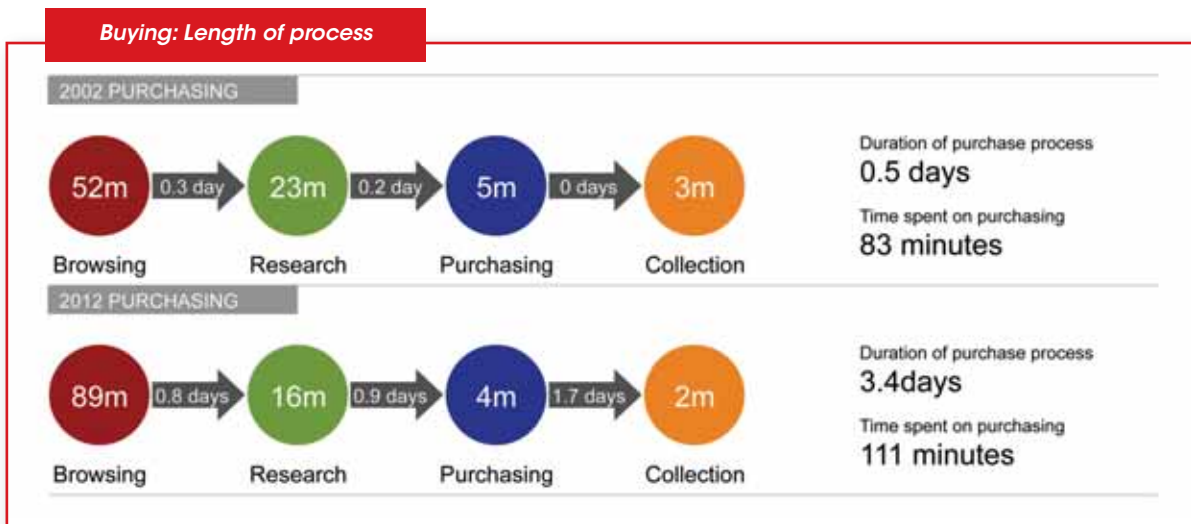 Buying: Length of process
2002 PURCHASING
52m 0.3 day 23m 0.2 day 5m 0 days 3m
Browsing Research Purchasing Collection
Duration of purchase process
0.5 days
Time spent on purchasing
83 minutes
2012 PURCHASING
89m 0.8 days 16m 0.9 days 4m 1.7 days 2m
Browsing Research Purchasing Collection
Duration of purchase process
3.4days
Time spent on purchasing
111 minutes